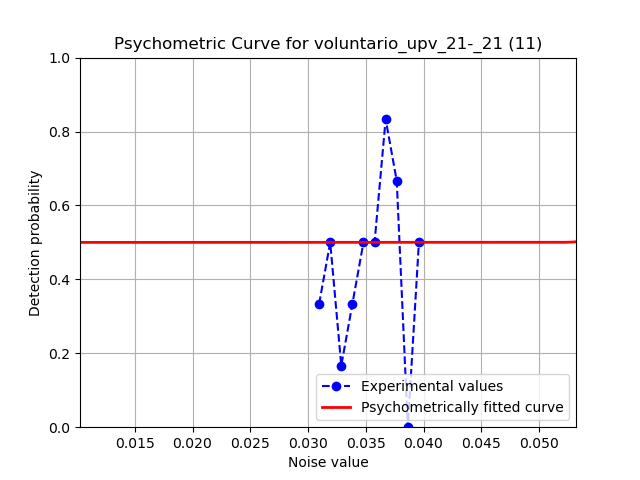 Psychometric Curve for voluntario_upv_21-_21 (11)
1.0
0.8
0.6
0.4
0.2
0.0
Detection probability
0.015 0.020 0.025 0.030 0.035 0.040 0.045 0.050
Noise value
Experimental values
Psychometrically fitted curve